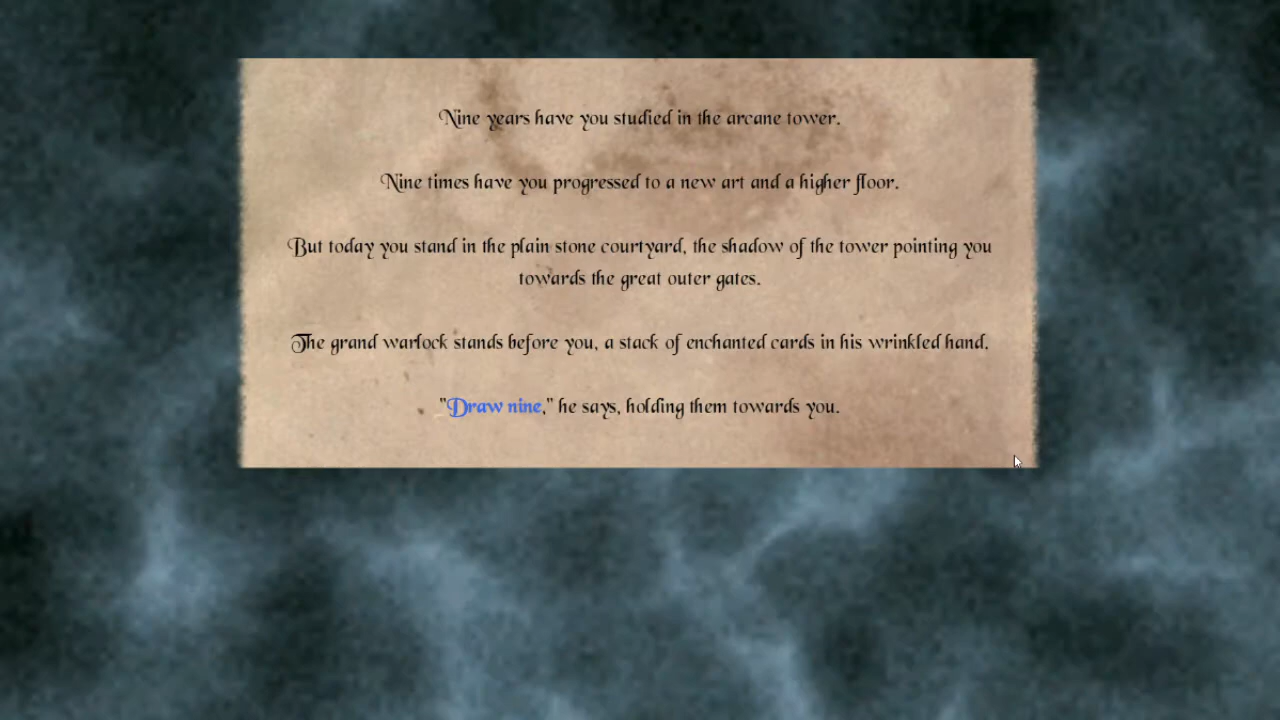 Nine years have you studied in the arcane tower.
Nine times have you progressed to a new art and a higher floor.
But today you stand in the plain stone courtyard, the shadow of the tower pointing you
towards the great outer gates.
The grand warlock stands before you, a stack of enchanted cards in his wrinkled hand.
"Draw nine," he says, holding them towards you.